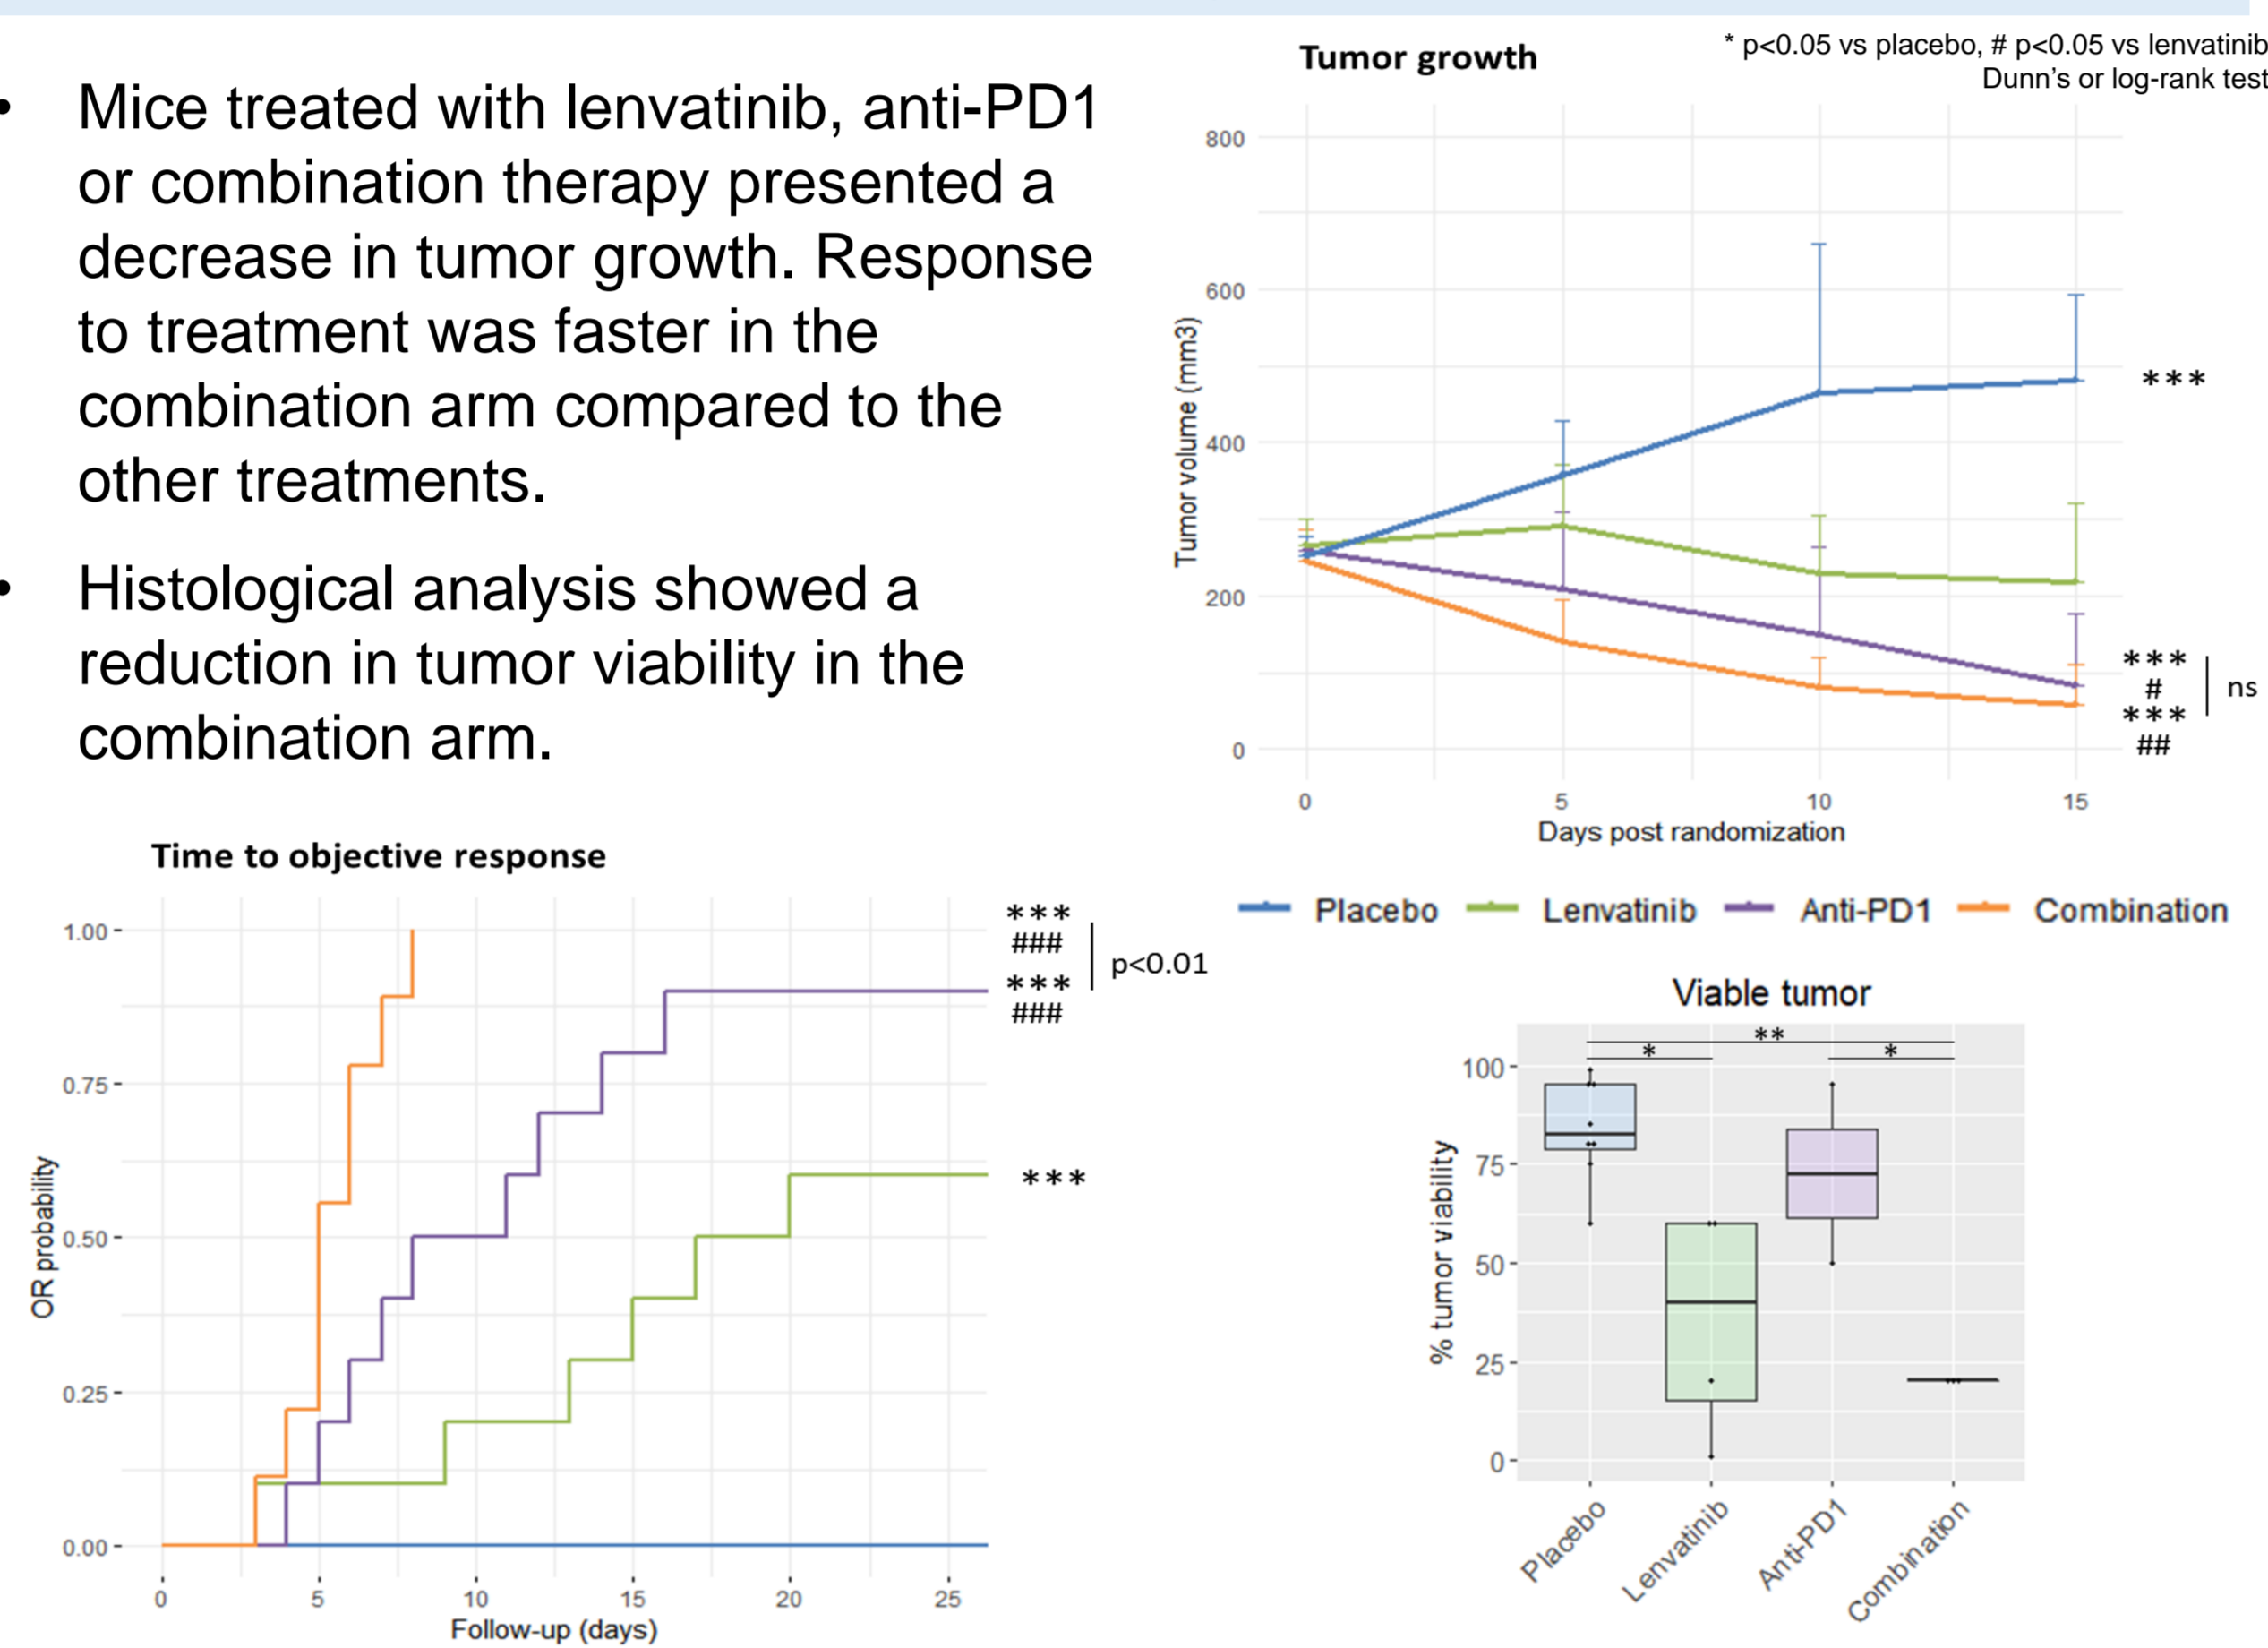 • Mice treated with lenvatinib, anti-PD1
or combination therapy presented a
decrease in tumor growth. Response
to treatment was faster in the
combination arm compared to the
other treatments.
• Histological analysis showed a
reduction in tumor viability in the
combination arm.
Tumor growth
* p<0.05 vs placebo, # p<0.05 vs lenvatinib
Dunn's or log-rank test
Tumor volume (mm3)
800
600
400
200
0
0 5 10 15
Days post randomization
***
***
#
***
##
ns
Placebo Lenvatinib Anti-PD1 Combination
Time to objective response
OR probability
1.00
0.75
0.50
0.25
0.00
0 5 10 15 20 25
Follow-up (days)
***
###
***
###
p<0.01
***
Viable tumor
% tumor viability
100
75
50
25
0
**
* *
Placebo
Lenvatinib
Anti-PD1
Combination